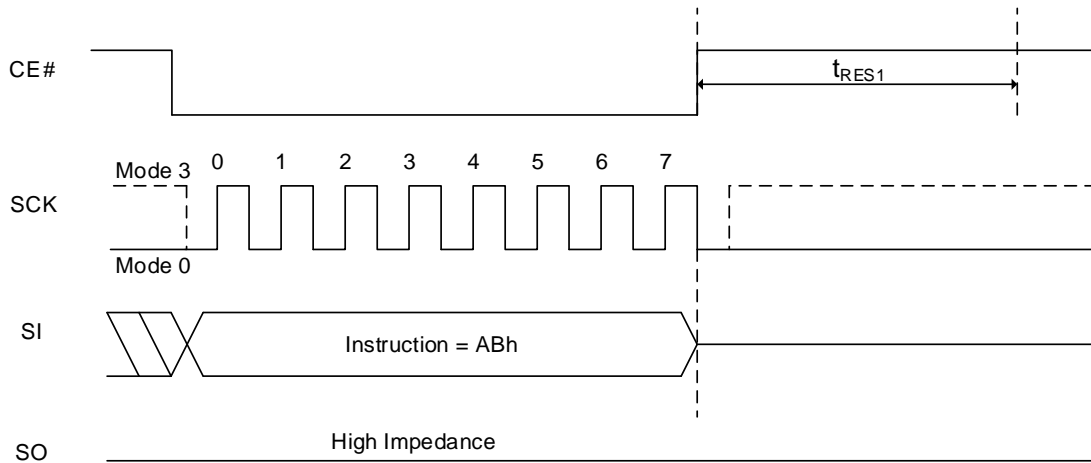 CE#
tRES1
Mode 3
0 1 2 3 4 5 6 7
SCK
Mode 0
SI
Instruction = ABh
High Impedance
SO